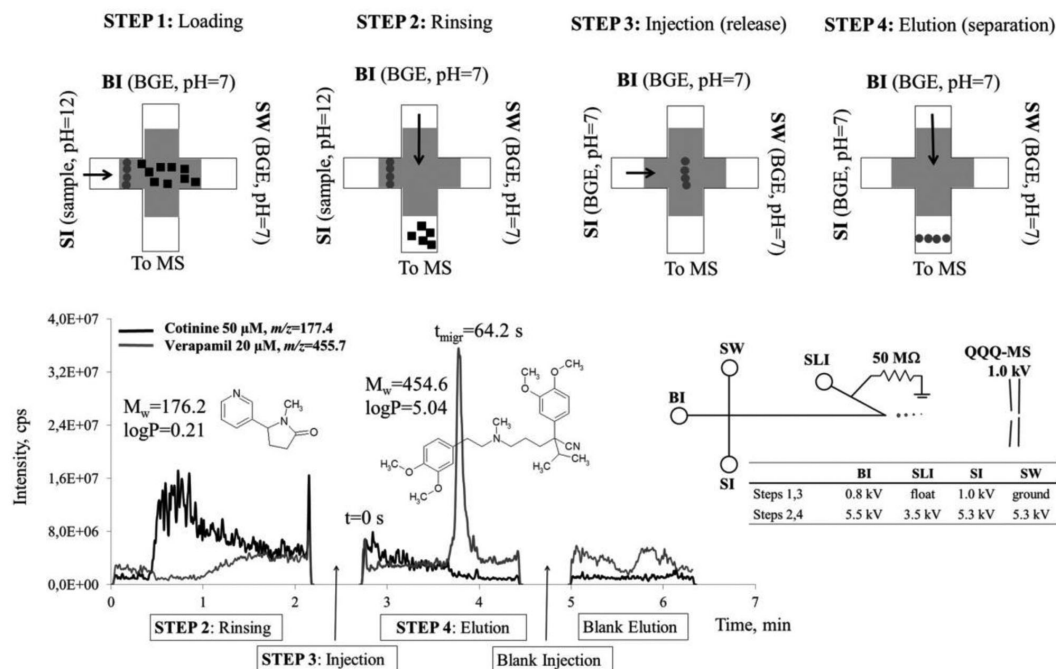 STEP 1: Loading
STEP 2: Rinsing
STEP 3: Injection (release)
STEP 4: Elution (separation)
BI (BGE, pH=7)
SI (sample, pH=12)
SW (BGE, pH=7)
To MS
BI (BGE, pH=7)
SI (sample, pH=12)
SW (BGE, pH=7)
To MS
BI (BGE, pH=7)
SI (BGE, pH=7)
SW (BGE, pH=7)
To MS
BI (BGE, pH=7)
SI (BGE, pH=7)
SW (BGE, pH=7)
To MS
Intensity, cps
4,0E+07
3,2E+07
2,4E+07
1,6E+07
8,0E+06
0,0E+00
Cotinine 50 µM, m/z=177.4
Verapamil 20 µM, m/z=455.7
Mw=176.2
logP=0.21
N
CH₃
N
O
t=0 s
tmigr=64.2 s
Mw=454.6
logP=5.04
H₃C
O
H₃C
O
CH₃
N
O
CH₃
O
CH₃
CN
CH₃
CH₃
0
1
2
3
4
5
6
7
Time, min
STEP 2: Rinsing
STEP 4: Elution
Blank Elution
STEP 3: Injection
Blank Injection
SW
SLI
50 MΩ
QQQ-MS
1.0 kV
BI
SI
BI SLI SI SW
Steps 1,3 0.8 kV float 1.0 kV ground
Steps 2,4 5.5 kV 3.5 kV 5.3 kV 5.3 kV